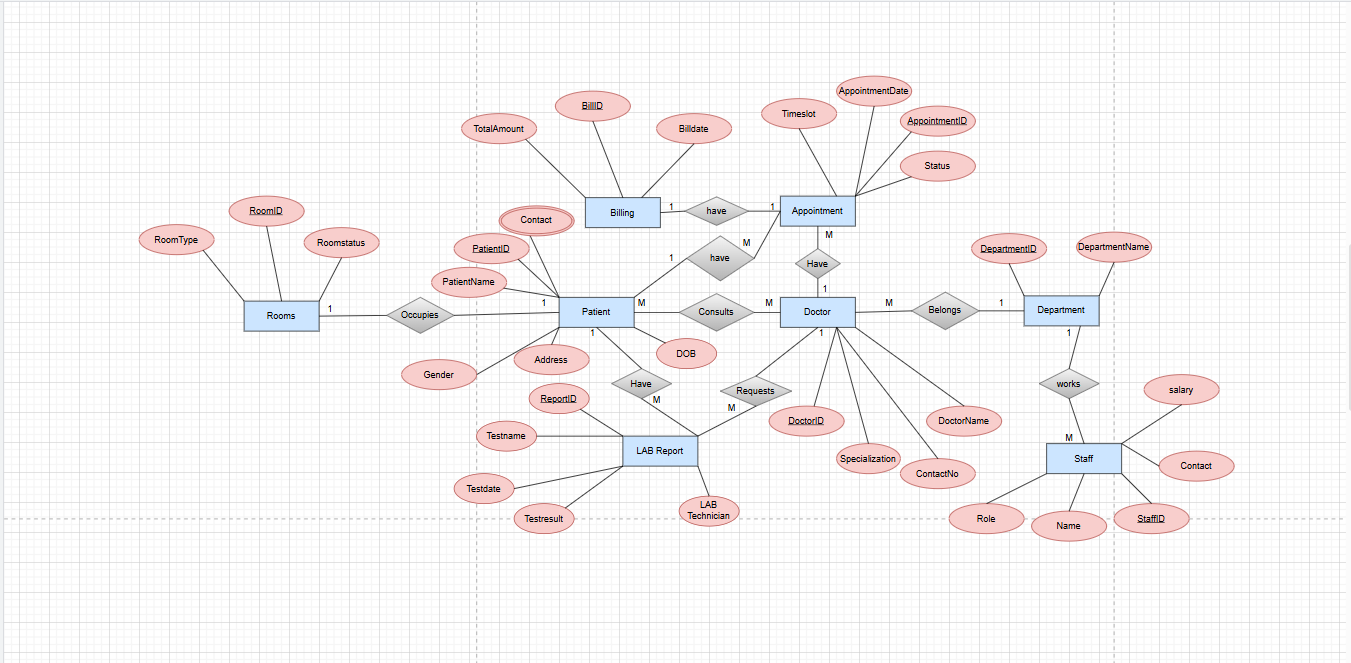 AppointmentDate
BillID
Timeslot
AppointmentID
TotalAmount
Billdate
Status
RoomID
Contact
Billing
1
have
1
Appointment
RoomType
Roomstatus
PatientID
M
M
Have
DepartmentID
DepartmentName
1
have
PatientName
1
Rooms
1
Occupies
1
Patient
M
Consults
M
Doctor
M
Belongs
1
Department
1
1
1
Gender
Address
DOB
Have
M
Requests
M
works
salary
ReportID
DoctorID
DoctorName
Testname
LAB Report
M
Staff
Specialization
ContactNo
Contact
Testdate
Testresult
LAB
Technician
Role
Name
StaffID